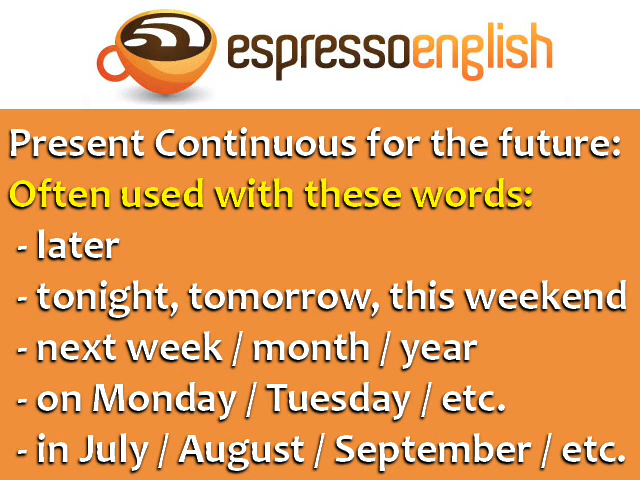 espressoenglish
Present Continuous for the future:
Often used with these words:
- later
- tonight, tomorrow, this weekend
- next week / month / year
- on Monday / Tuesday / etc.
- in July / August / September / etc.